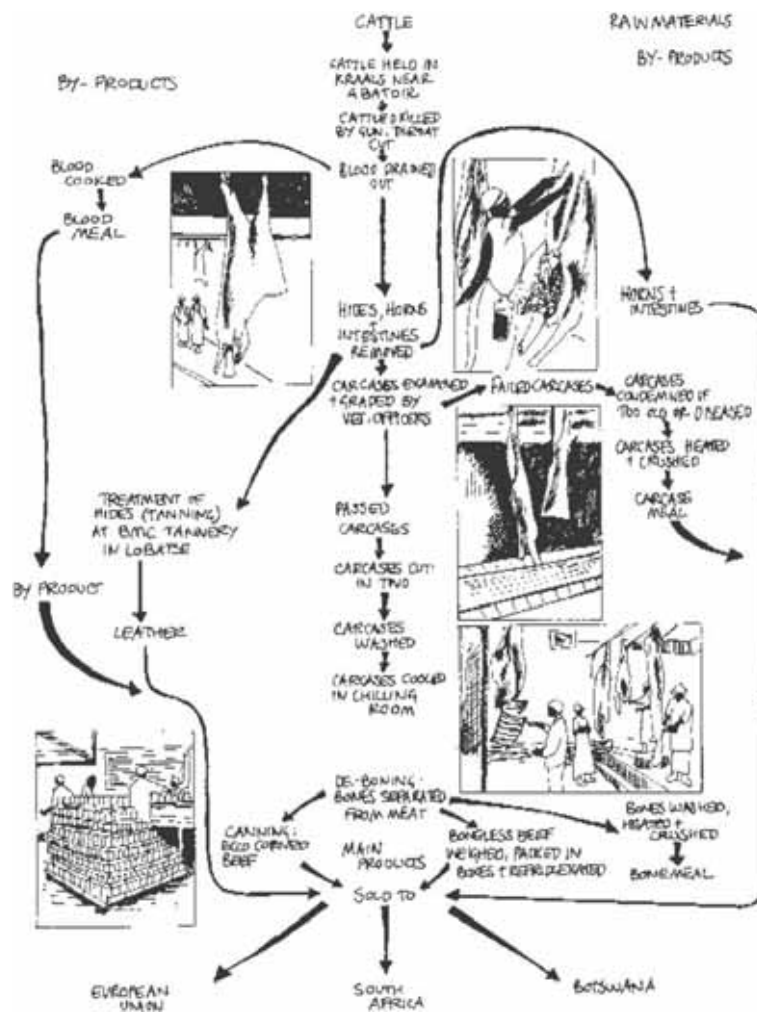 CATTLE
RAW MATERIALS
BY-PRODUCTS
BY-PRODUCTS
CATTLE HELD IN
KRAALS NEAR
ABATOIR
CATTLE KILLED
BY GUN. THROAT
CUT
BLOOD DRAINED
OUT
BLOOD
COOKED
BLOOD
MEAL
HIDES, HORNS
+
INTESTINES
REMOVED
HORNS +
INTESTINES
CARCASES EXAMINED
+ GRADED BY
VET. OFFICERS
FAILED CARCASES
CARCASES
CONDEMNED IF
TOO OLD OR DISEASED
CARCASES HEATED
+ CRUSHED
CARCASE
MEAL
TREATMENT OF
HIDES (TANNING)
AT BMC TANNERY
IN LOBATSE
PASSED
CARCASES
CARCASES CUT
IN TWO
BY PRODUCT
LEATHER
CARCASES
WASHED
CARCASES COOLED
IN CHILLING
ROOM
DE-BONING:
BONES SEPARATED
FROM MEAT
CANNING:
ECCO CORNED
BEEF
MAIN
PRODUCTS
BONELESS BEEF
WEIGHED, PACKED IN
BOXES + REFRIGERATED
BONES WASHED,
HEATED +
CRUSHED
BONEMEAL
SOLD TO
EUROPEAN
UNION
SOUTH
AFRICA
BOTSWANA